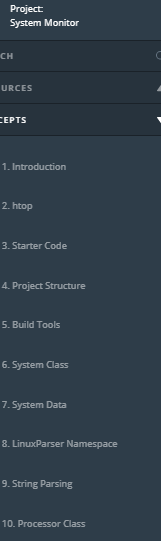 Project:
System Monitor
CH
URCES
CEPTS
1. Introduction
2. htop
3. Starter Code
4. Project Structure
5. Build Tools
6. System Class
7. System Data
8. LinuxParser Namespace
9. String Parsing
10. Processor Class